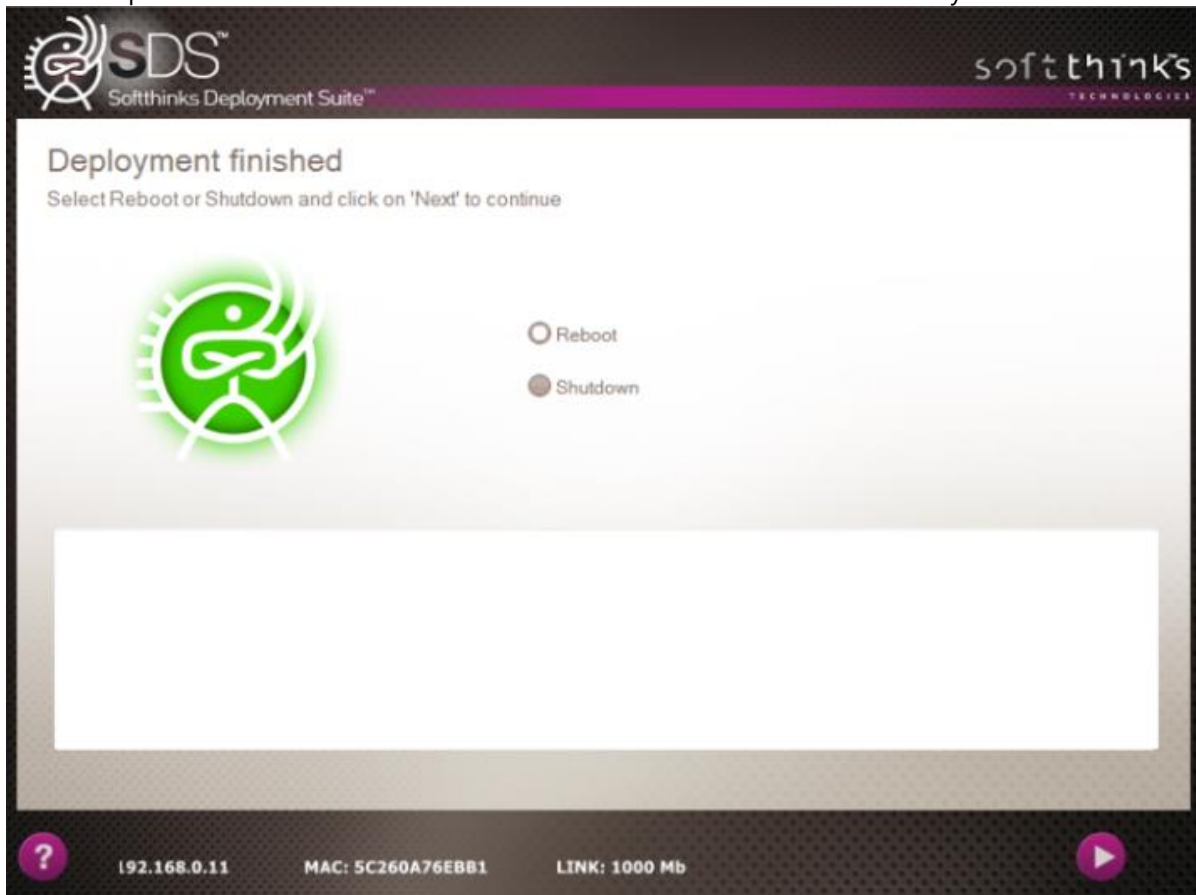 SDS™
Softthinks Deployment Suite™
softthinks
TECHNOLOGIES
Deployment finished
Select Reboot or Shutdown and click on 'Next' to continue
Reboot
Shutdown
?
192.168.0.11 MAC: 5C260A76EBB1 LINK: 1000 Mb